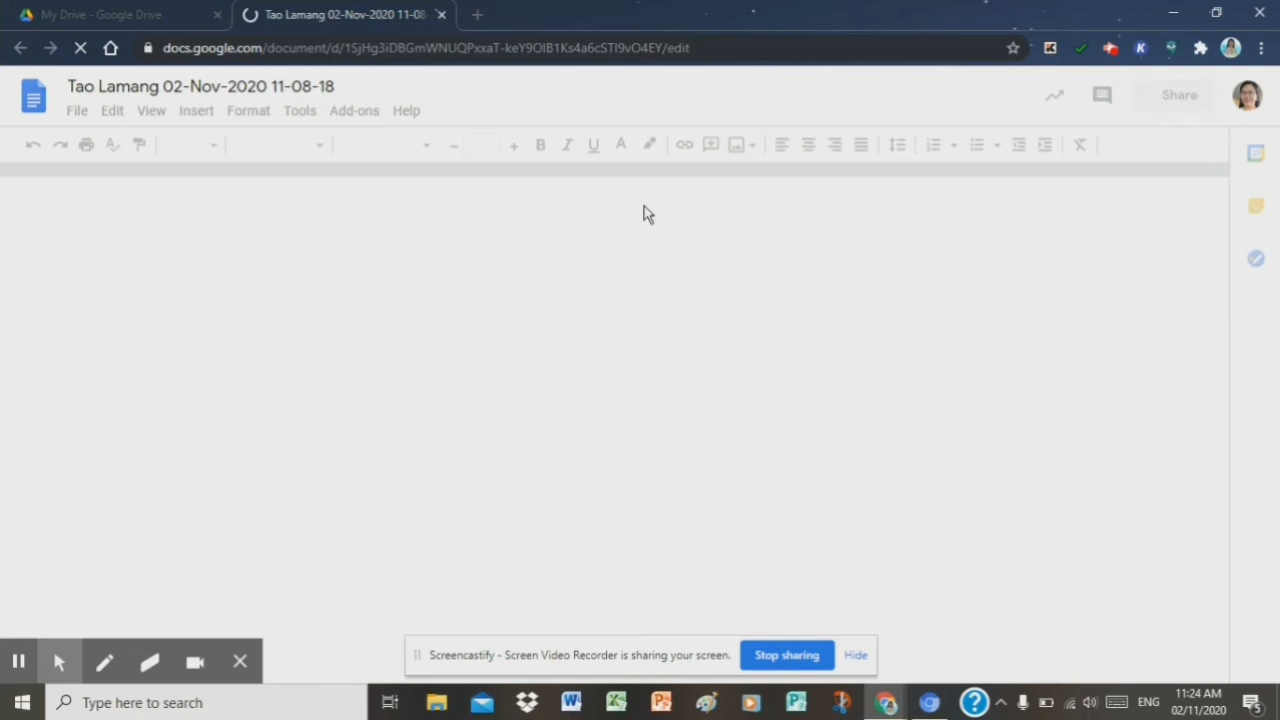 My Drive - Google Drive
Tao Lamang 02-Nov-2020 11-08
docs.google.com/document/d/1SjHg3iDBGmWNUQPxxaT-keY9OIB1Ks4a6cSTI9vO4EY/edit
Tao Lamang 02-Nov-2020 11-08-18
Share
File Edit View Insert Format Tools Add-ons Help
Screencastify - Screen Video Recorder is sharing your screen.
Stop sharing
Hide
Type here to search
ENG
11:24 AM
02/11/2020
5